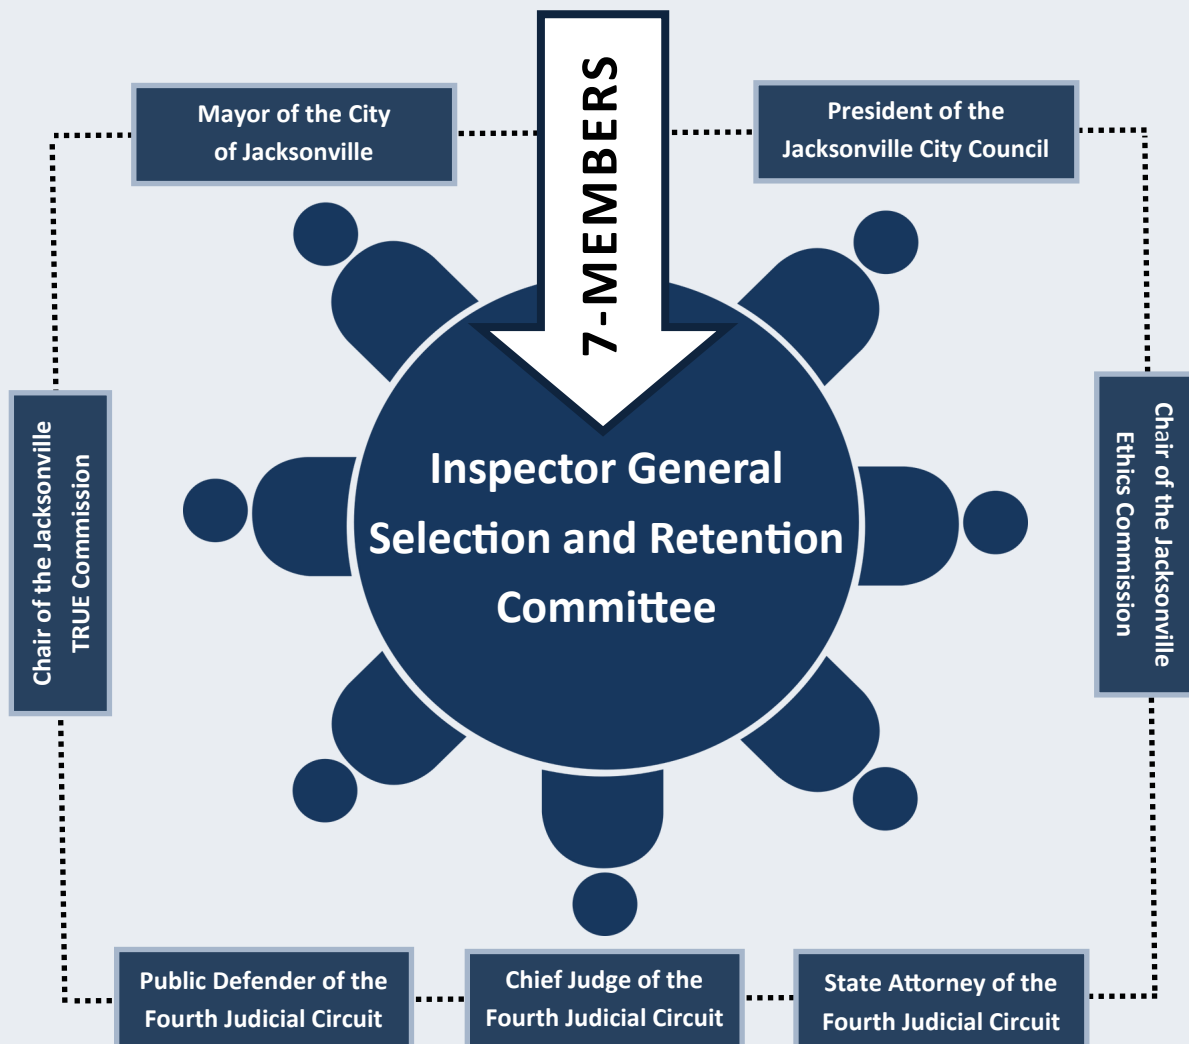 7-MEMBERS
Mayor of the City
of Jacksonville
President of the
Jacksonville City Council
Chair of the Jacksonville
TRUE Commission
Inspector General
Selection and Retention
Committee
Chair of the Jacksonville
Ethics Commission
Public Defender of the
Fourth Judicial Circuit
Chief Judge of the
Fourth Judicial Circuit
State Attorney of the
Fourth Judicial Circuit